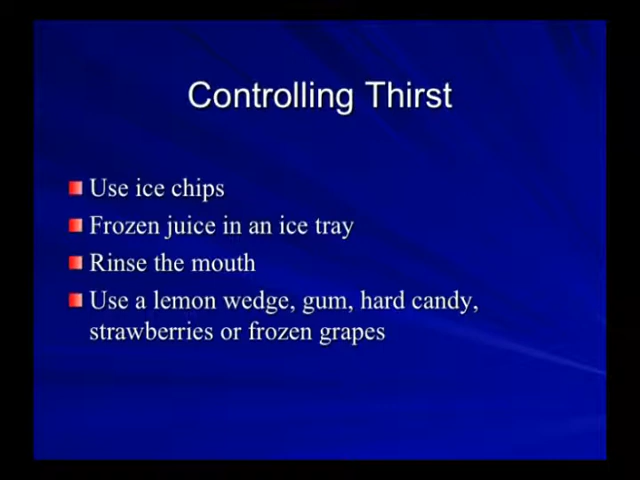 Controlling Thirst
Use ice chips
Frozen juice in an ice tray
Rinse the mouth
Use a lemon wedge, gum, hard candy,
strawberries or frozen grapes